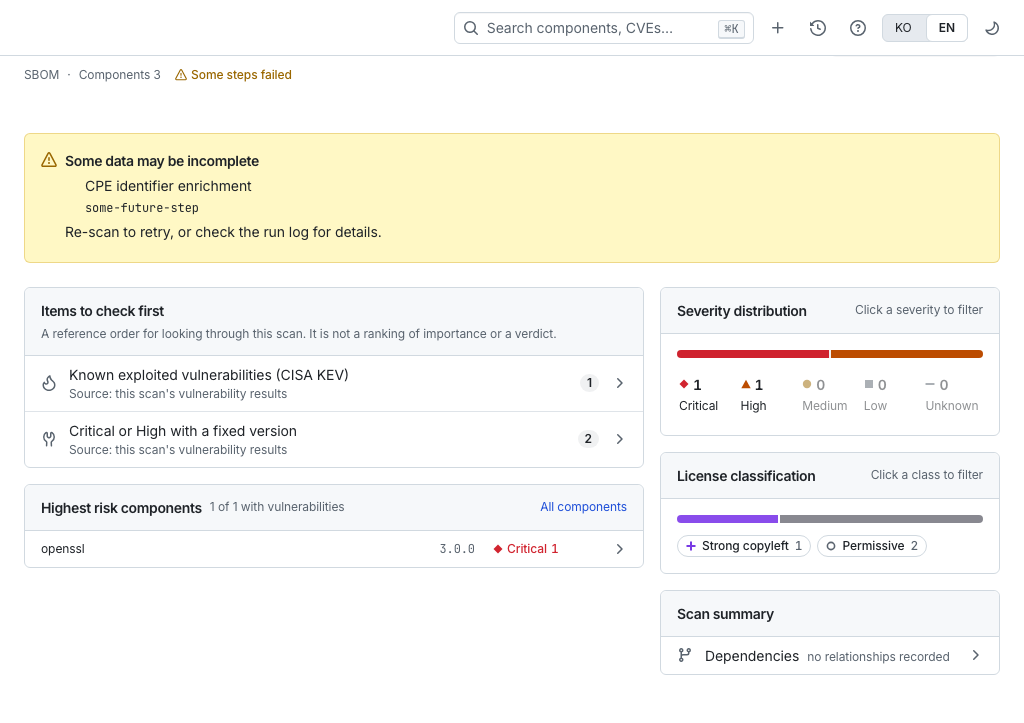 Search components, CVEs... ⌘K KO EN
SBOM · Components 3 Some steps failed
Some data may be incomplete
CPE identifier enrichment
some-future-step
Re-scan to retry, or check the run log for details.
Items to check first
A reference order for looking through this scan. It is not a ranking of importance or a verdict.
Known exploited vulnerabilities (CISA KEV) 1
Source: this scan's vulnerability results
Critical or High with a fixed version 2
Source: this scan's vulnerability results
Highest risk components 1 of 1 with vulnerabilities All components
openssl 3.0.0 Critical 1
Severity distribution Click a severity to filter
1 1 0 0 0
Critical High Medium Low Unknown
License classification Click a class to filter
Strong copyleft 1 Permissive 2
Scan summary
Dependencies no relationships recorded